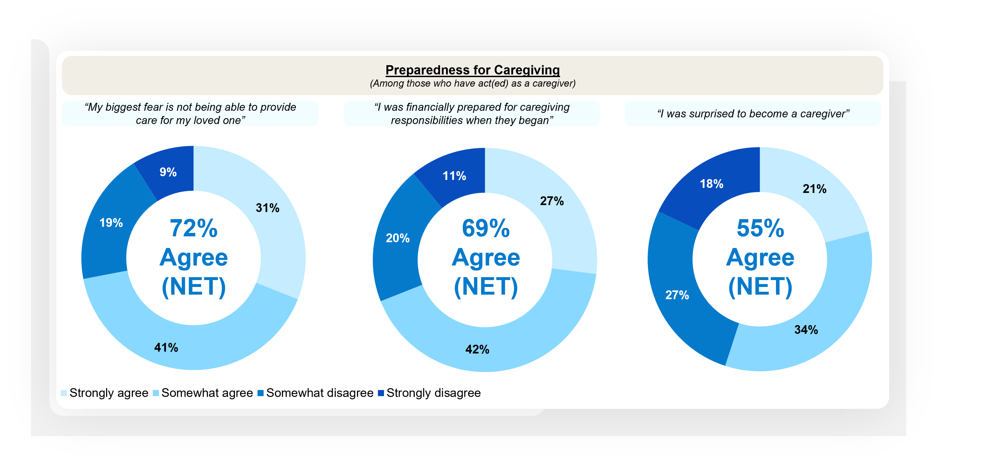 Preparedness for Caregiving
(Among those who have act(ed) as a caregiver)
“My biggest fear is not being able to provide
care for my loved one”
“I was financially prepared for caregiving
responsibilities when they began”
“I was surprised to become a caregiver”
9%
31%
19%
41%
72%
Agree
(NET)
11%
27%
20%
42%
69%
Agree
(NET)
18%
21%
27%
34%
55%
Agree
(NET)
Strongly agree Somewhat agree Somewhat disagree Strongly disagree